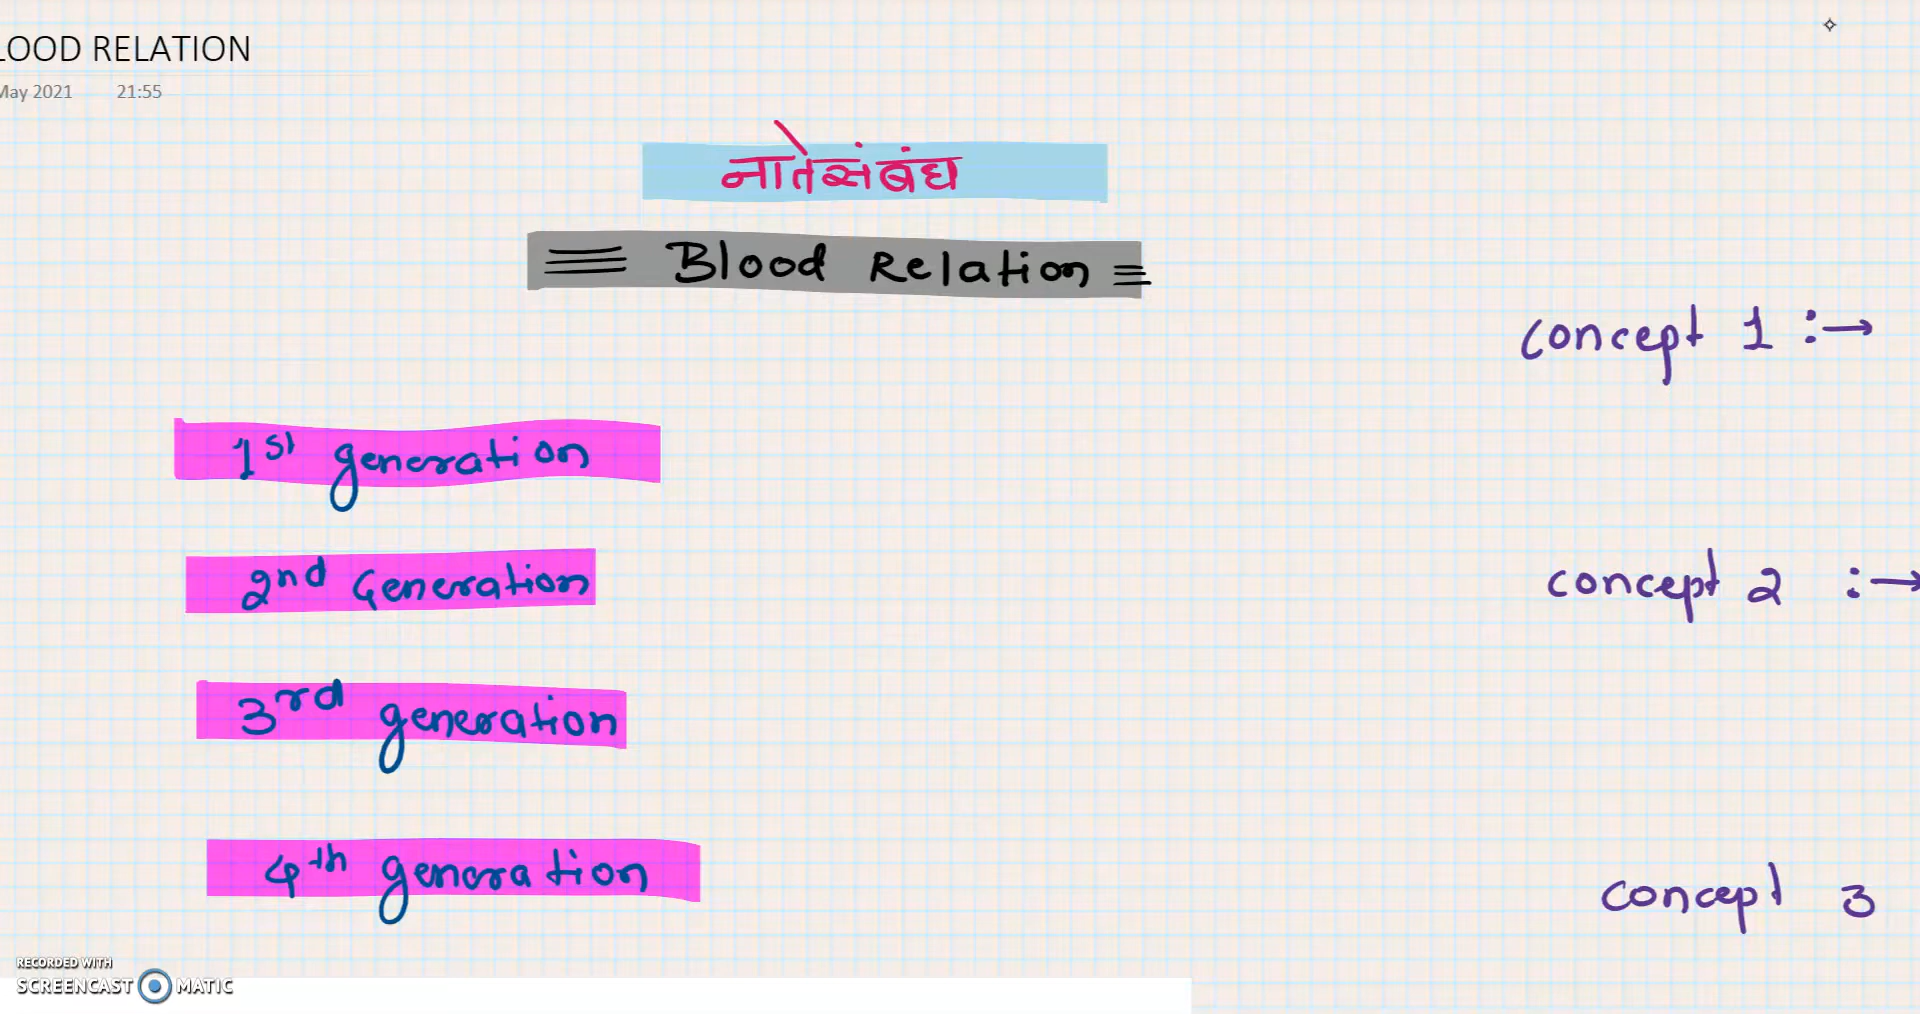 LOOD RELATION
May 2021 21:55
नातेसंबंध
Blood Relation
concept 1 :→
1st generation
2nd Generation
concept 2 :→
3rd generation
4th generation
concept 3
RECORDED WITH
SCREENCAST MATIC